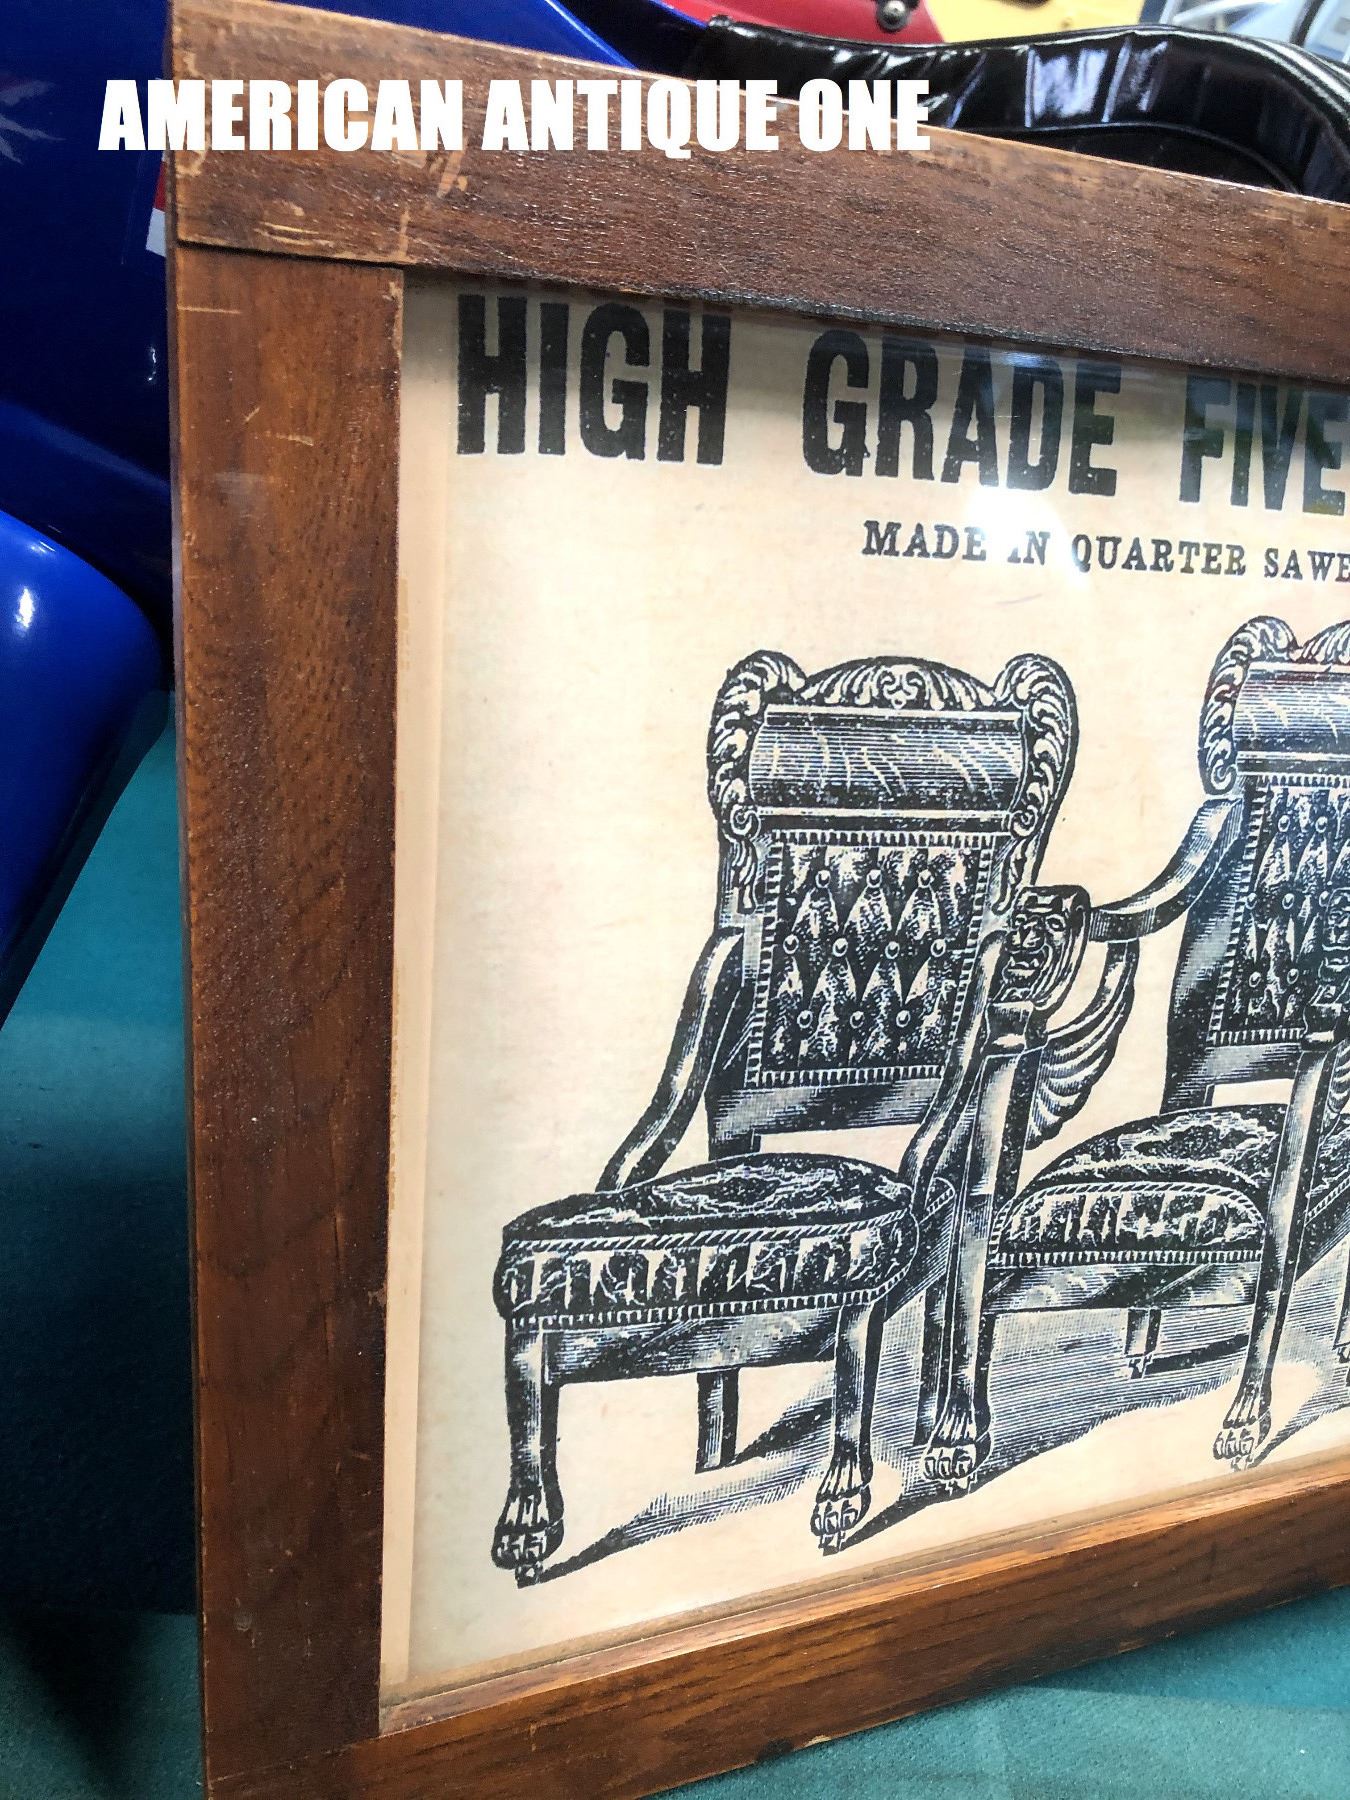 AMERICAN ANTIQUE ONE
HIGH GRADE FIVE
MADE IN QUARTER SAWE